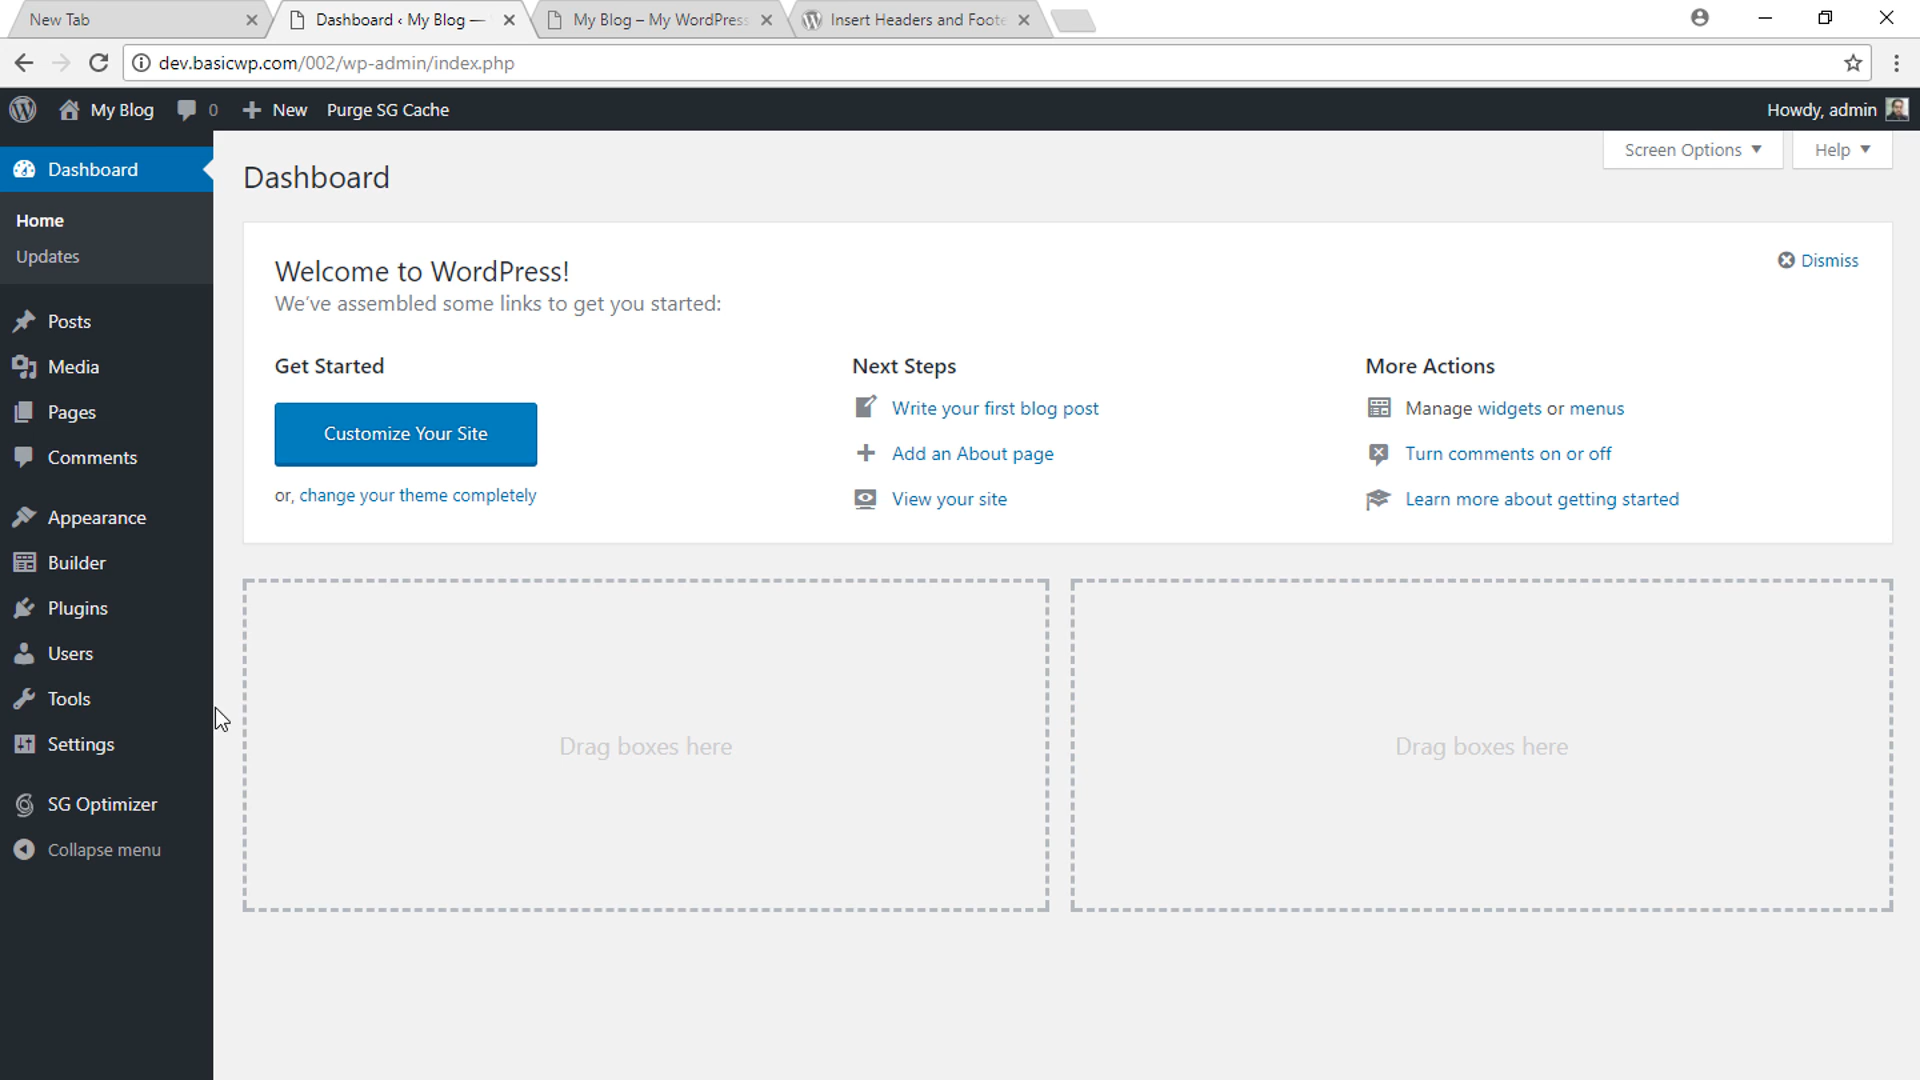 New Tab
Dashboard ‹ My Blog —
My Blog – My WordPress
Insert Headers and Foote
dev.basicwp.com/002/wp-admin/index.php
My Blog
0
New
Purge SG Cache
Howdy, admin
Dashboard
Home
Updates
Posts
Media
Pages
Comments
Appearance
Builder
Plugins
Users
Tools
Settings
SG Optimizer
Collapse menu
Dashboard
Screen Options
Help
Welcome to WordPress!
We've assembled some links to get you started:
Dismiss
Get Started
Customize Your Site
or, change your theme completely
Next Steps
Write your first blog post
Add an About page
View your site
More Actions
Manage widgets or menus
Turn comments on or off
Learn more about getting started
Drag boxes here
Drag boxes here